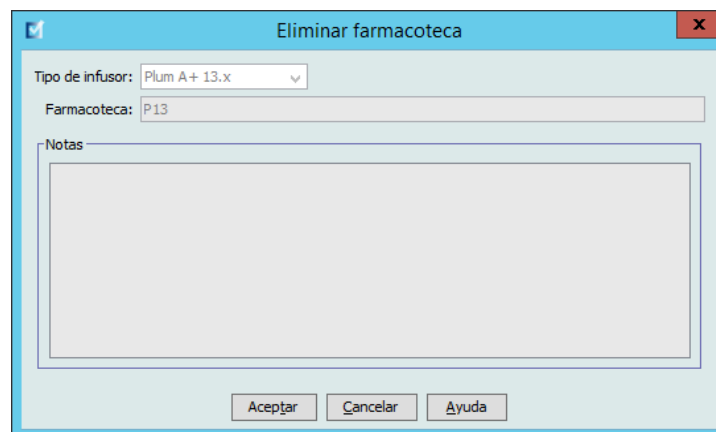 Eliminar farmacoteca
x
Tipo de infusor: Plum A+ 13.x
Farmacoteca: P13
Notas
Aceptar Cancelar Ayuda